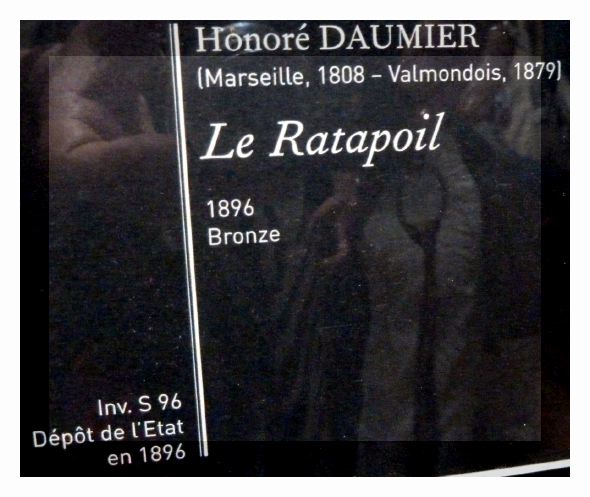 Honoré DAUMIER
(Marseille, 1808 – Valmondois, 1879)
Le Ratapoil
1896
Bronze
Inv. S 96
Dépôt de l'Etat
en 1896